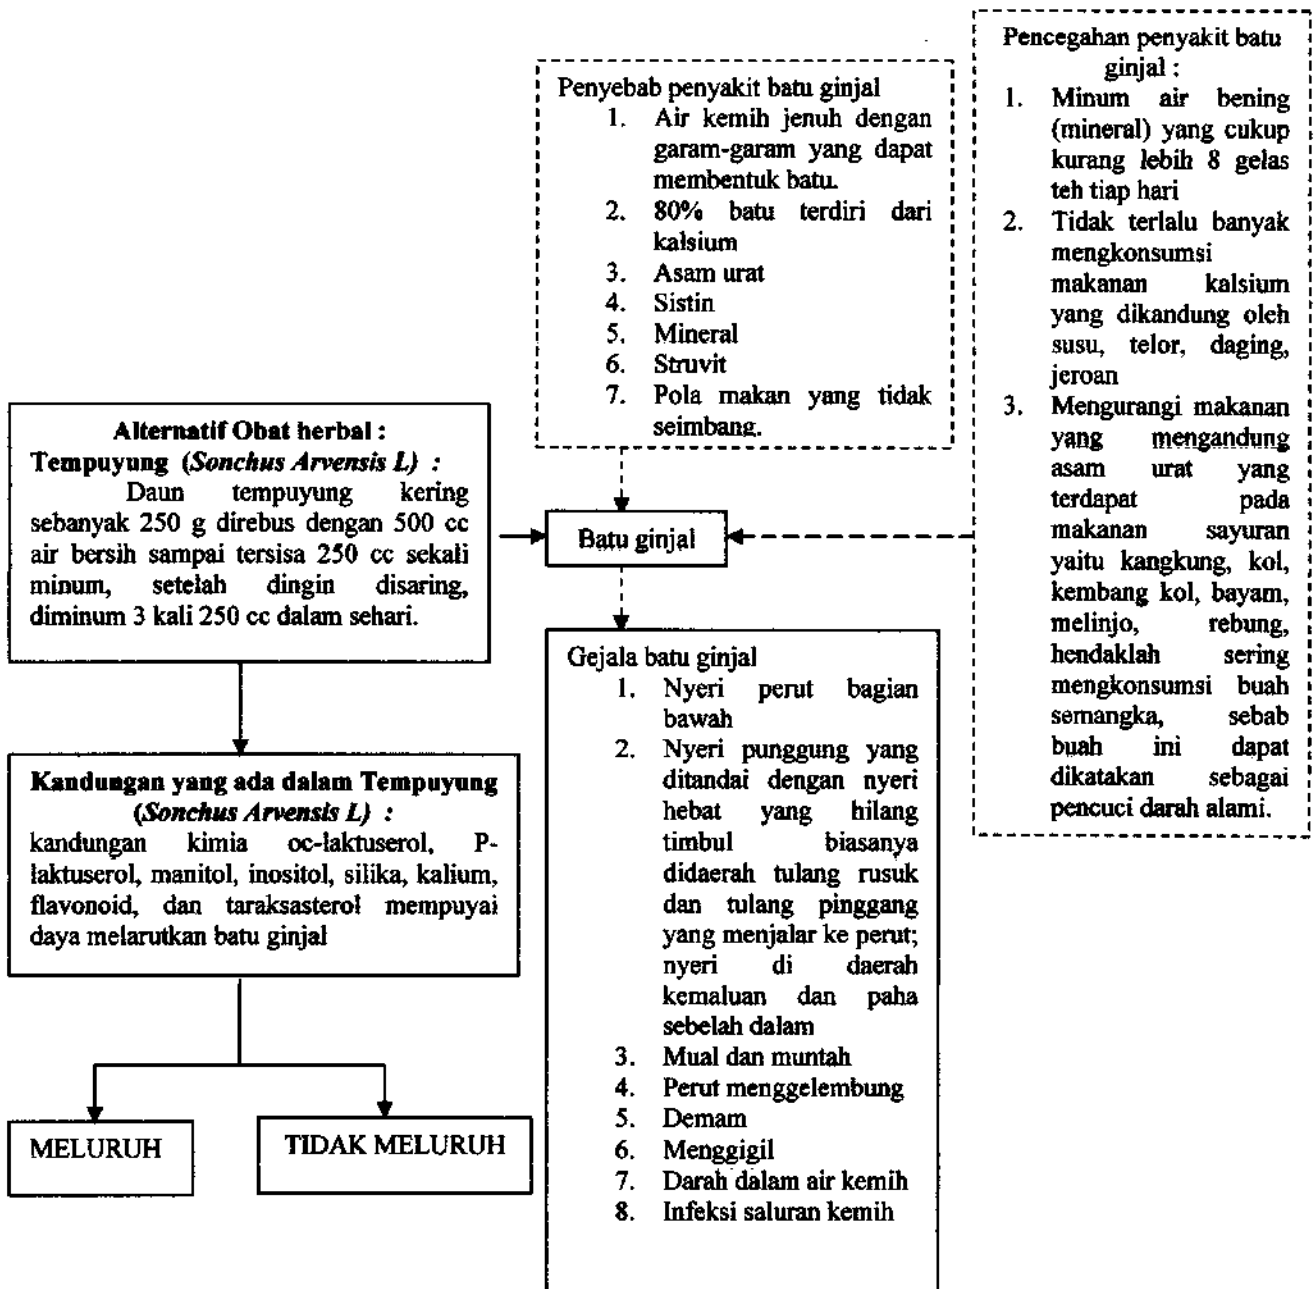 Penyebab penyakit batu ginjal
1. Air kemih jenuh dengan
garam-garam yang dapat
membentuk batu.
2. 80% batu terdiri dari
kalsium
3. Asam urat
4. Sistin
5. Mineral
6. Struvit
7. Pola makan yang tidak
seimbang.
Pencegahan penyakit batu
ginjal :
1. Minum air bening
(mineral) yang cukup
kurang lebih 8 gelas
teh tiap hari
2. Tidak terlalu banyak
mengkonsumsi
makanan kalsium
yang dikandung oleh
susu, telor, daging,
jeroan
3. Mengurangi makanan
yang mengandung
asam urat yang
terdapat pada
makanan sayuran
yaitu kangkung, kol,
kembang kol, bayam,
melinjo, rebung,
hendaklah sering
mengkonsumsi buah
semangka, sebab
buah ini dapat
dikatakan sebagai
pencuci darah alami.
Alternatif Obat herbal :
Tempuyung (Sonchus Arvensis L) :
Daun tempuyung kering
sebanyak 250 g direbus dengan 500 cc
air bersih sampai tersisa 250 cc sekali
minum, setelah dingin disaring,
diminum 3 kali 250 cc dalam sehari.
Batu ginjal
Kandungan yang ada dalam Tempuyung
(Sonchus Arvensis L) :
kandungan kimia oc-laktuserol, P-
laktuserol, manitol, inositol, silika, kalium,
flavonoid, dan taraksasterol mempuyai
daya melarutkan batu ginjal
MELURUH
TIDAK MELURUH
Gejala batu ginjal
1. Nyeri perut bagian
bawah
2. Nyeri punggung yang
ditandai dengan nyeri
hebat yang hilang
timbul biasanya
didaerah tulang rusuk
dan tulang pinggang
yang menjalar ke perut;
nyeri di daerah
kemaluan dan paha
sebelah dalam
3. Mual dan muntah
4. Perut menggelembung
5. Demam
6. Menggigil
7. Darah dalam air kemih
8. Infeksi saluran kemih